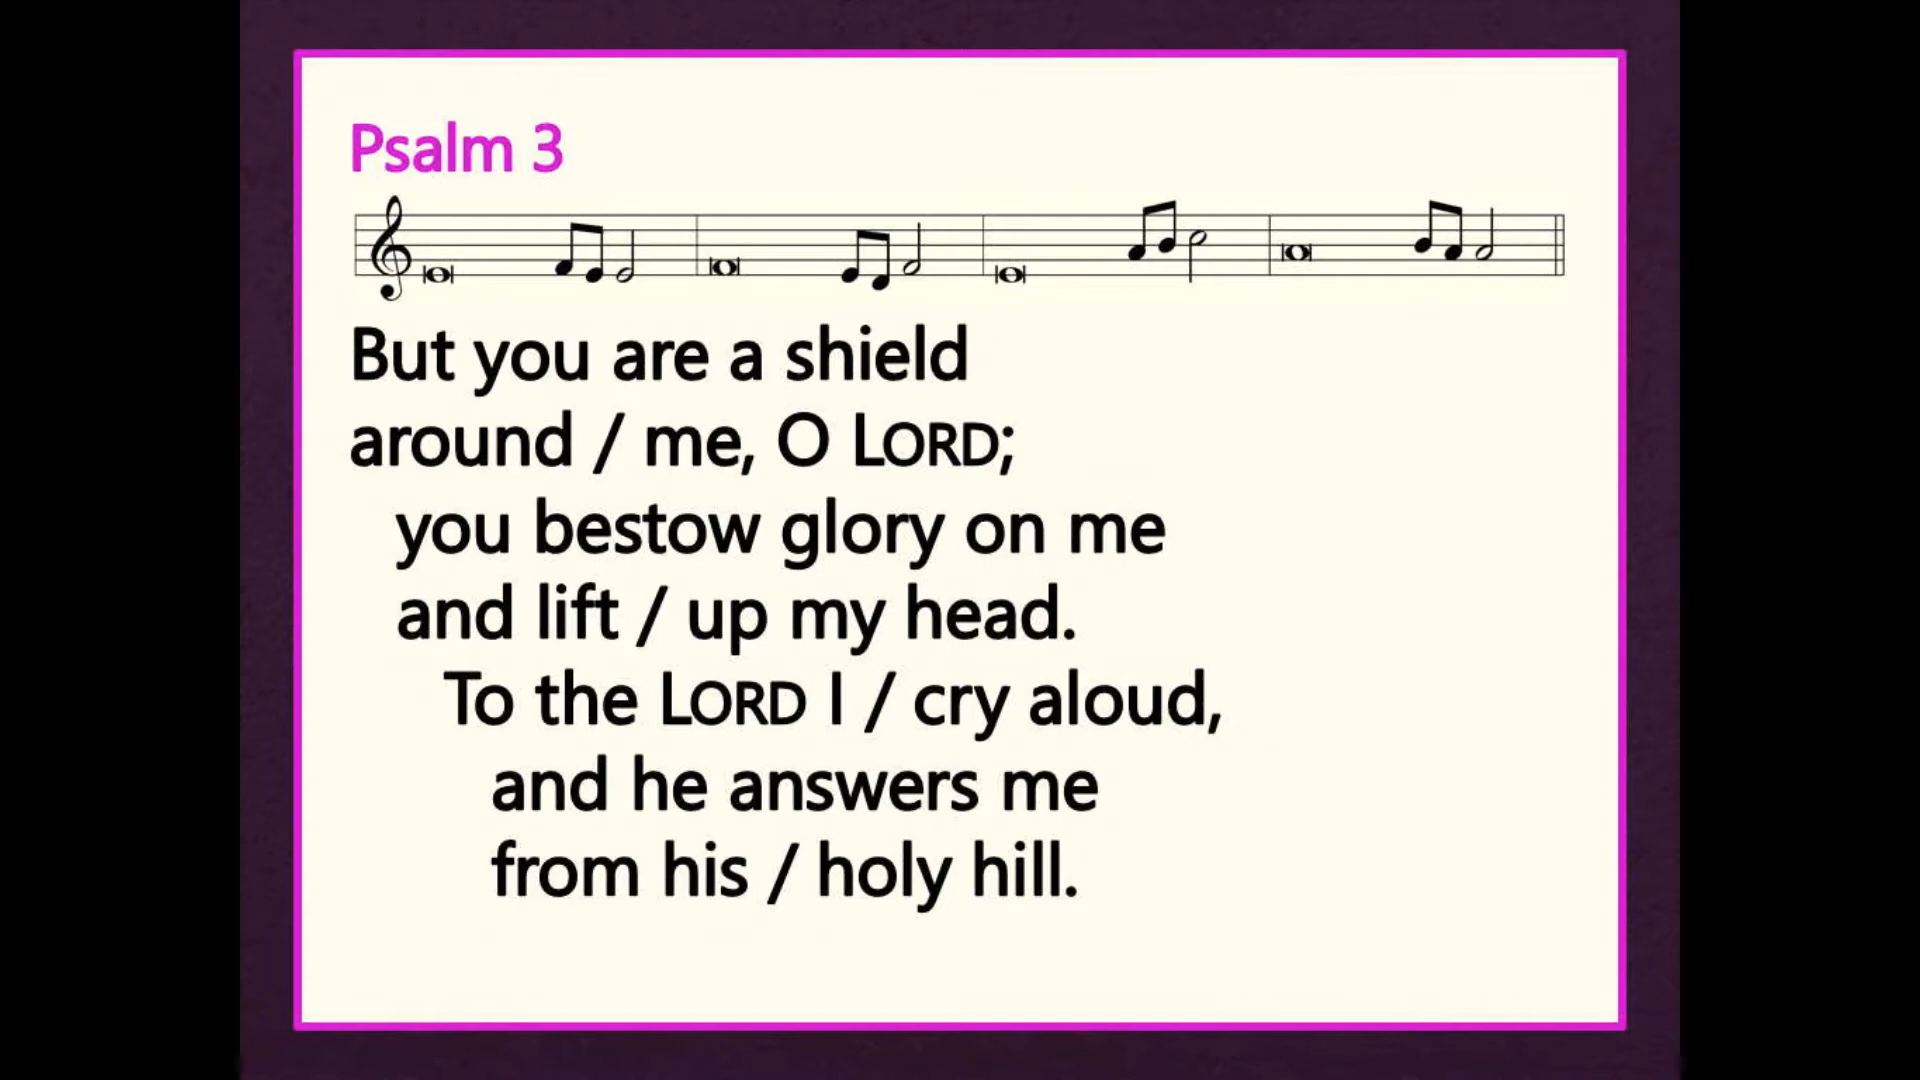 Psalm 3
But you are a shield
around / me, O LORD;
you bestow glory on me
and lift / up my head.
To the LORD I / cry aloud,
and he answers me
from his / holy hill.